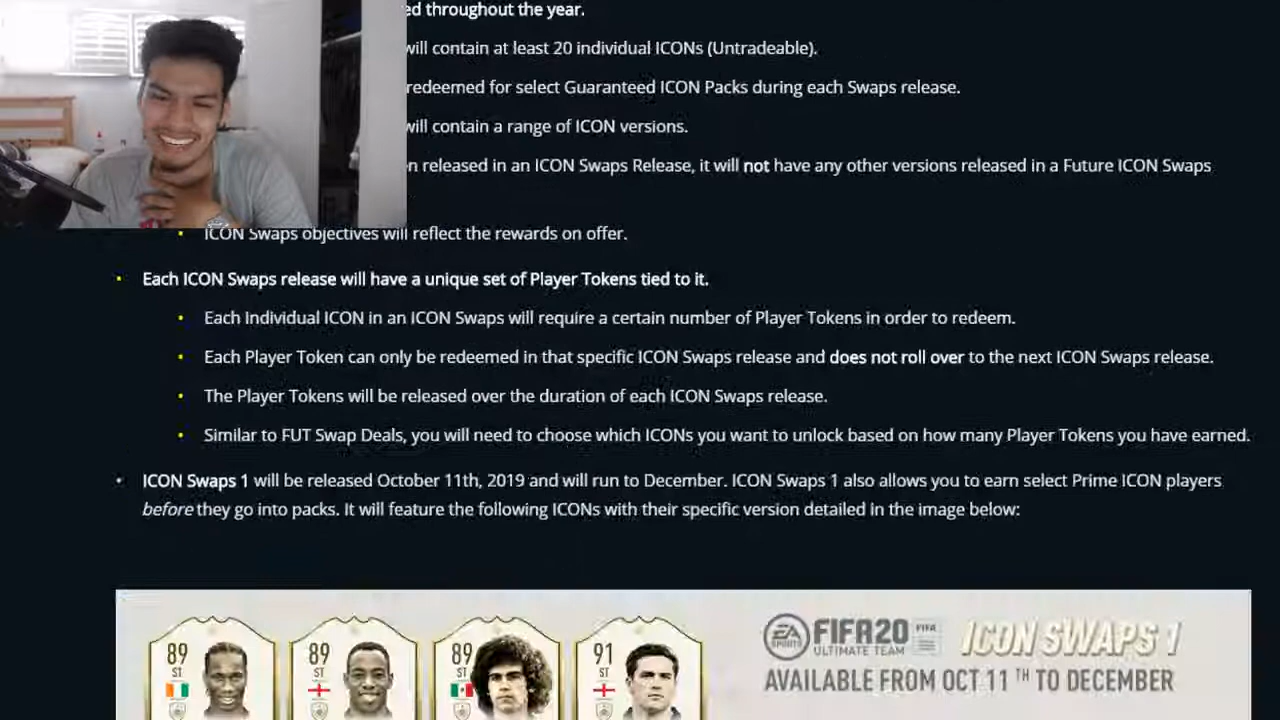 ed throughout the year.
will contain at least 20 individual ICONs (Untradeable).
redeemed for select Guaranteed ICON Packs during each Swaps release.
will contain a range of ICON versions.
n released in an ICON Swaps Release, it will not have any other versions released in a Future ICON Swaps
ICON Swaps objectives will reflect the rewards on offer.
Each ICON Swaps release will have a unique set of Player Tokens tied to it.
Each Individual ICON in an ICON Swaps will require a certain number of Player Tokens in order to redeem.
Each Player Token can only be redeemed in that specific ICON Swaps release and does not roll over to the next ICON Swaps release.
The Player Tokens will be released over the duration of each ICON Swaps release.
Similar to FUT Swap Deals, you will need to choose which ICONs you want to unlock based on how many Player Tokens you have earned.
ICON Swaps 1 will be released October 11th, 2019 and will run to December. ICON Swaps 1 also allows you to earn select Prime ICON players
before they go into packs. It will feature the following ICONs with their specific version detailed in the image below:
89 ST
89 ST
89 ST
91 ST
EA SPORTS FIFA20 ULTIMATE TEAM FIFA
ICON SWAPS 1
AVAILABLE FROM OCT 11TH TO DECEMBER